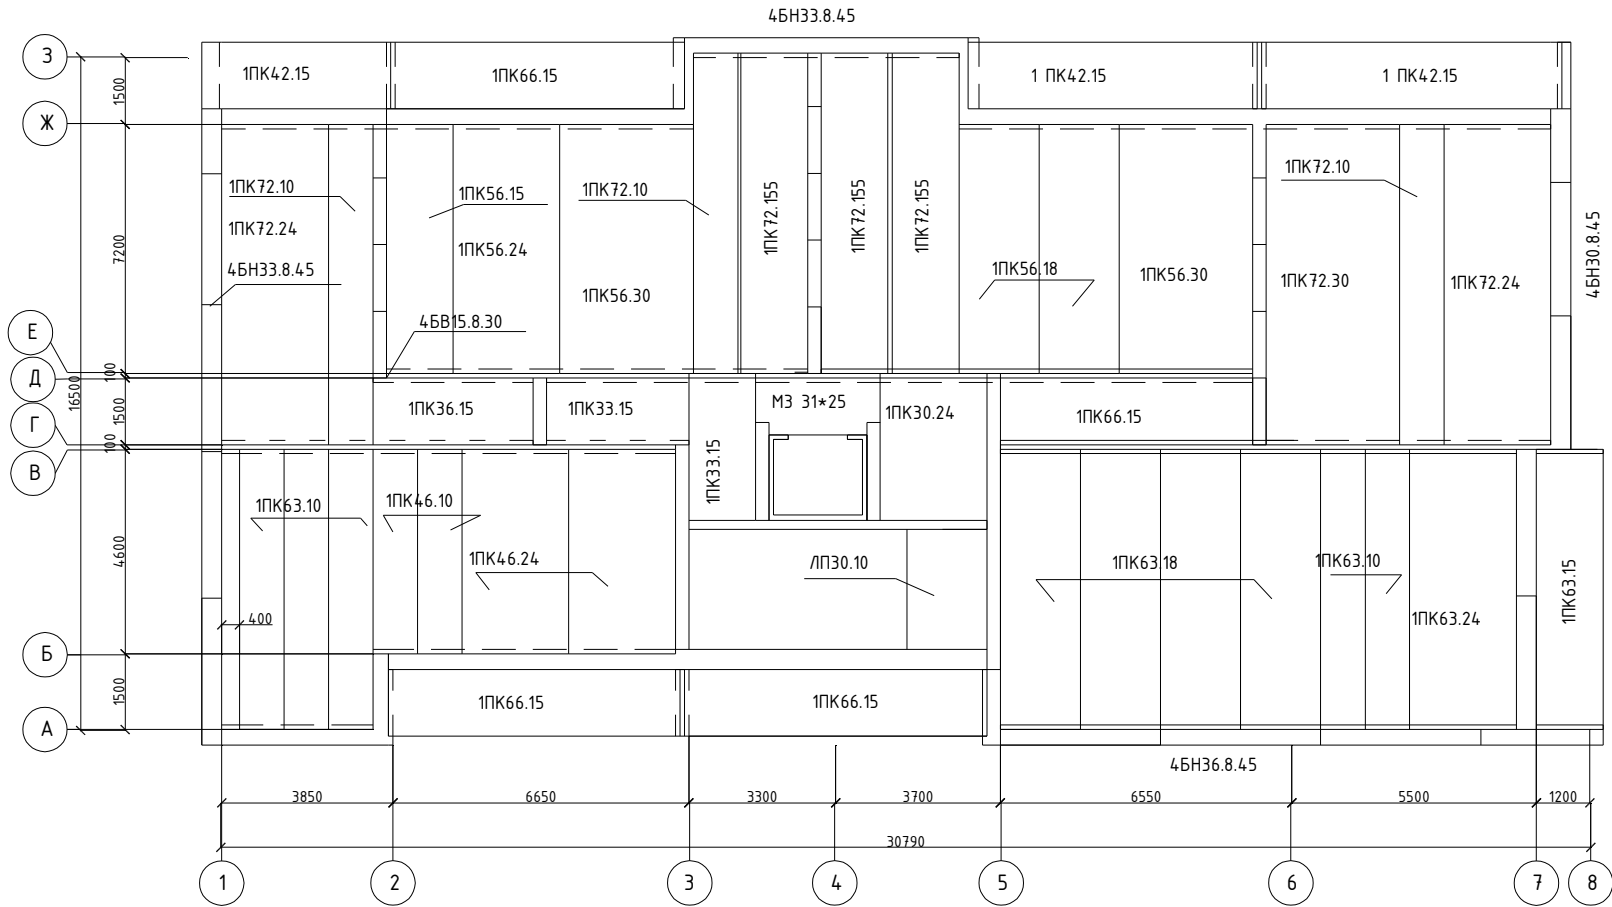 4БН33.8.45
З
1ПК42.15
1ПК66.15
1 ПК42.15
1 ПК42.15
1500
Ж
1ПК72.10
1ПК56.15
1ПК72.10
1ПК72.155
1ПК72.155
1ПК72.155
1ПК72.10
7200
1ПК72.24
1ПК56.24
4БН30.8.45
4БН33.8.45
1ПК56.18
1ПК56.30
1ПК72.30
1ПК72.24
1ПК56.30
Е
4БВ15.8.30
100
Д
16500
1500
1ПК36.15
1ПК33.15
М3 31*25
1ПК30.24
1ПК66.15
Г
100
В
1ПК33.15
1ПК63.10
1ПК46.10
4600
1ПК46.24
ЛП30.10
1ПК63.18
1ПК63.10
1ПК63.15
400
1ПК63.24
Б
1500
1ПК66.15
1ПК66.15
А
4БН36.8.45
3850
6650
3300
3700
6550
5500
1200
30790
1
2
3
4
5
6
7
8